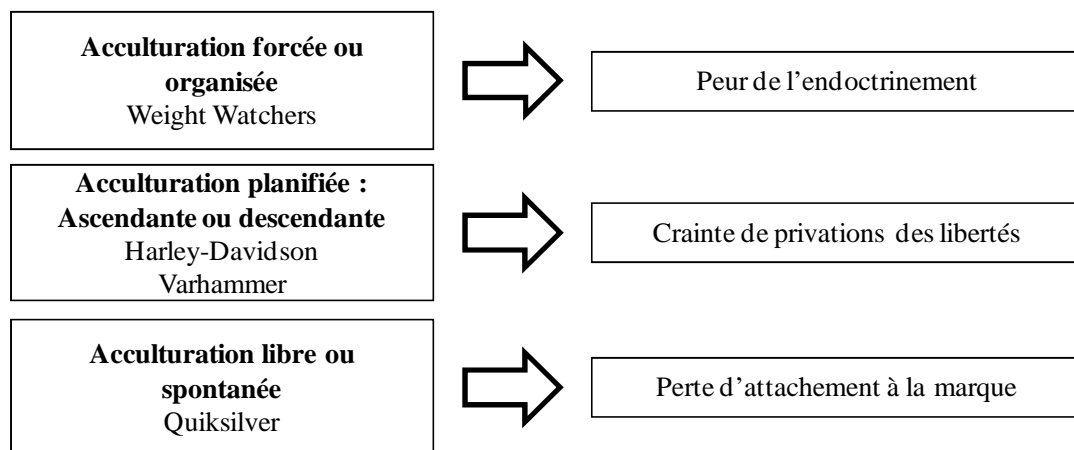 Acculturation forcée ou
organisée
Weight Watchers
Peur de l’endoctrinement
Acculturation planifiée :
Ascendante ou descendante
Harley-Davidson
Varhammer
Crainte de privations des libertés
Acculturation libre ou
spontanée
Quiksilver
Perte d’attachement à la marque